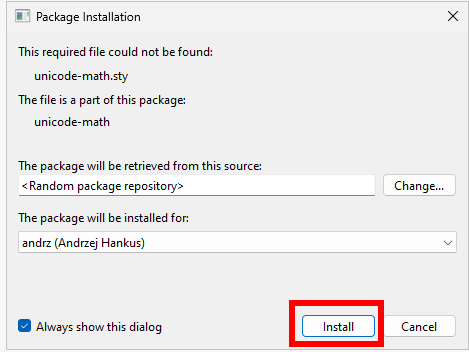 Package Installation
This required file could not be found:
unicode-math.sty
The file is a part of this package:
unicode-math
The package will be retrieved from this source:
<Random package repository>
Change...
The package will be installed for:
andrz (Andrzej Hankus)
Always show this dialog
Install
Cancel